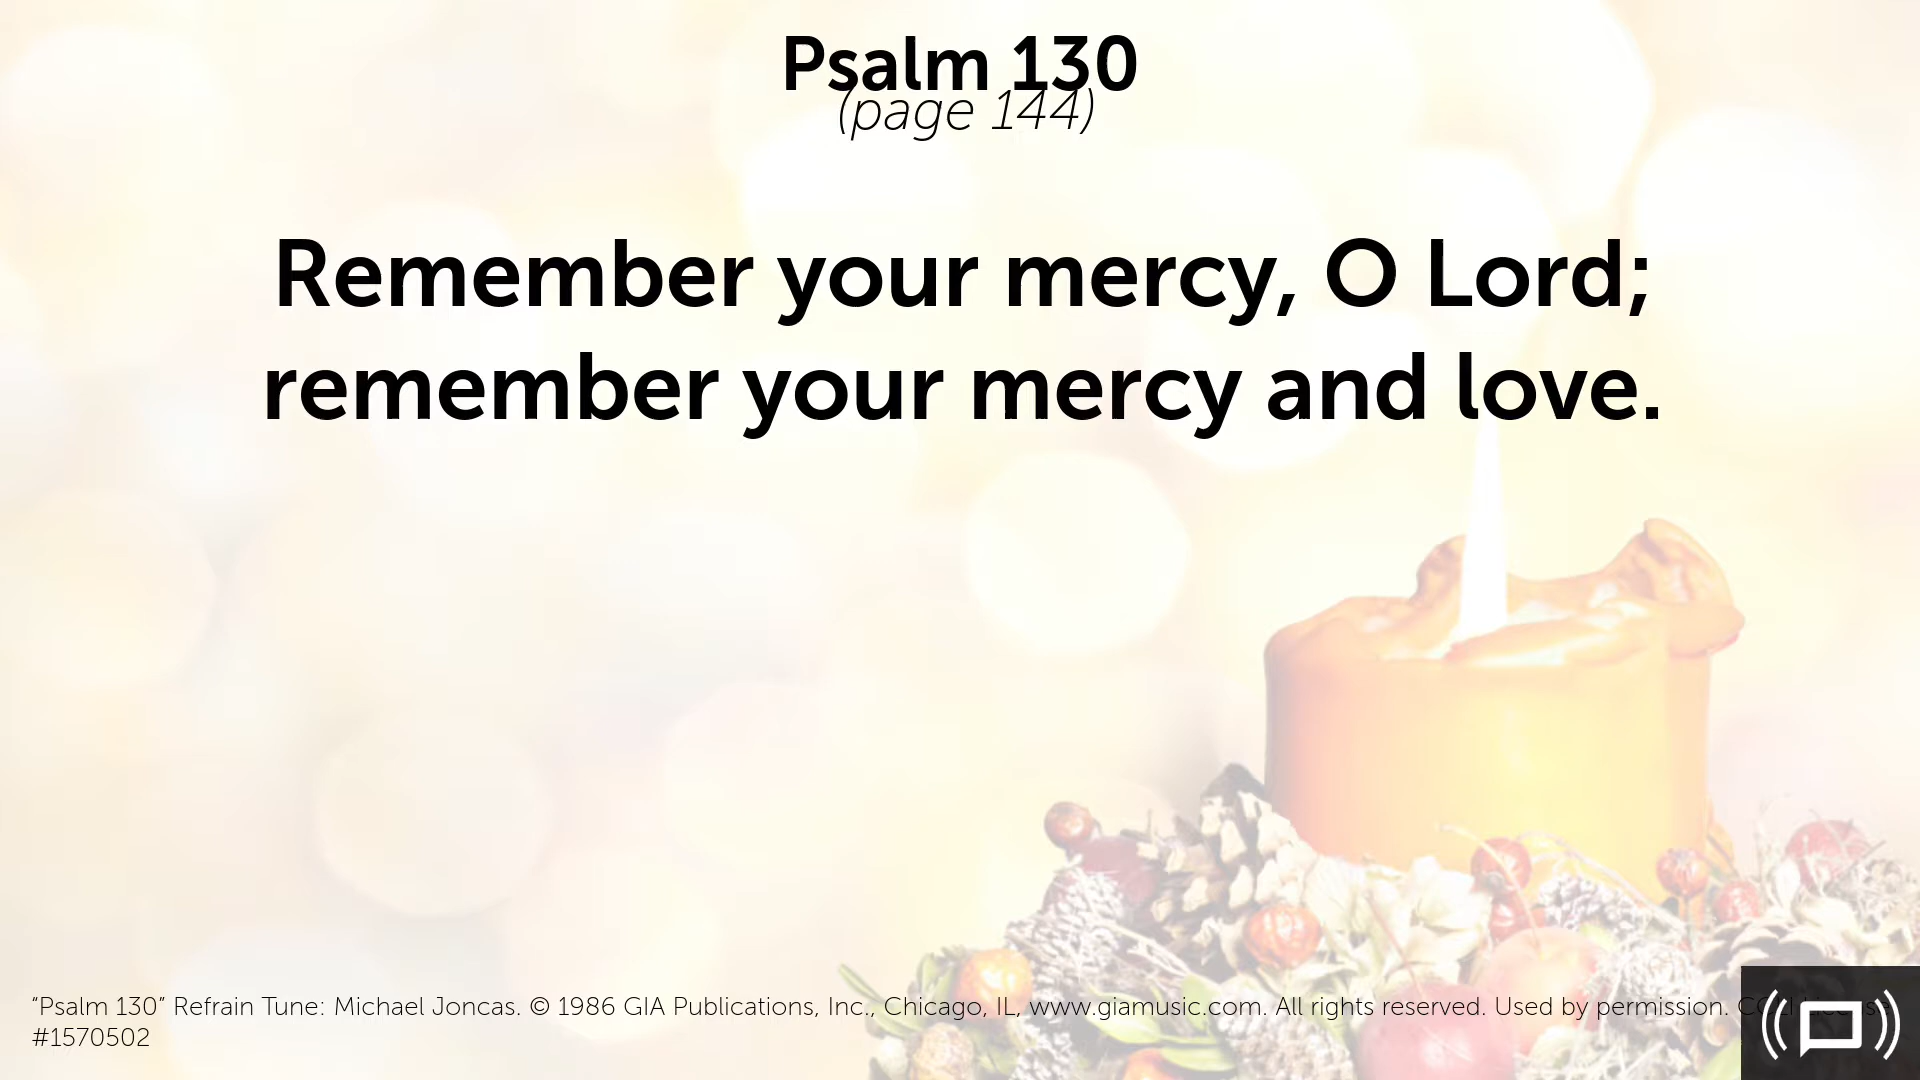 Psalm 130
(page 144)
Remember your mercy, O Lord;
remember your mercy and love.
“Psalm 130” Refrain Tune: Michael Joncas. © 1986 GIA Publications, Inc., Chicago, IL, www.giamusic.com. All rights reserved. Used by permission.
#1570502